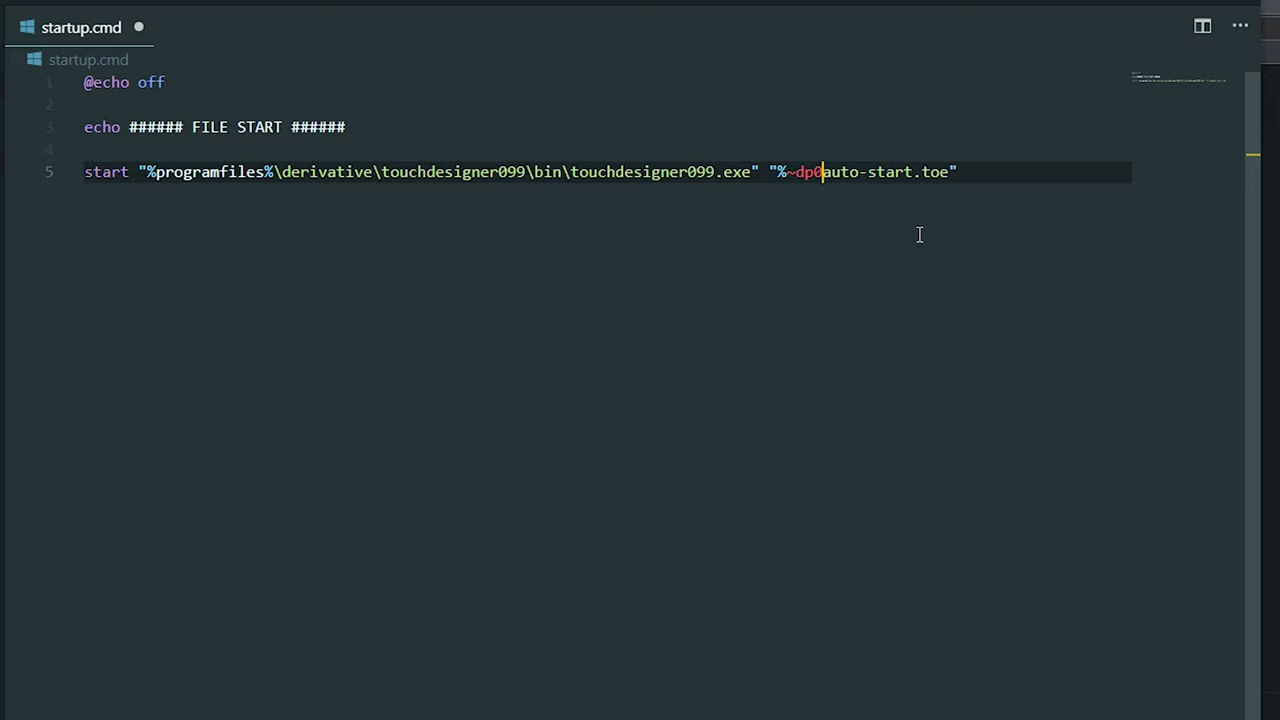 startup.cmd
startup.cmd
1 @echo off
2
3 echo ###### FILE START ######
4
5 start "%programfiles%\derivative\touchdesigner099\bin\touchdesigner099.exe" "%~dp0auto-start.toe"